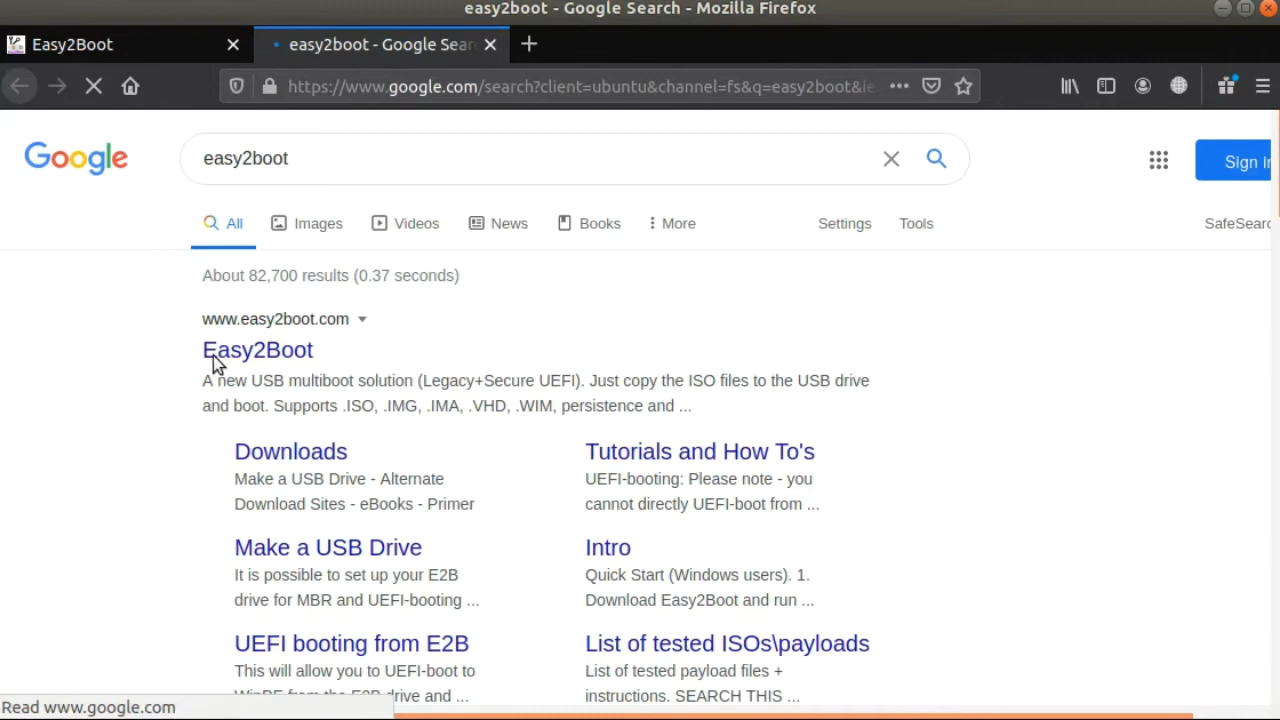 easy2boot - Google Search - Mozilla Firefox
Easy2Boot
easy2boot - Google Sear
https://www.google.com/search?client=ubuntu&channel=fs&q=easy2boot&ie
Google
easy2boot
Sign In
All Images Videos News Books More Settings Tools SafeSearc
About 82,700 results (0.37 seconds)
www.easy2boot.com
Easy2Boot
A new USB multiboot solution (Legacy+Secure UEFI). Just copy the ISO files to the USB drive
and boot. Supports .ISO, .IMG, .IMA, .VHD, .WIM, persistence and ...
Downloads
Make a USB Drive - Alternate
Download Sites - eBooks - Primer
Tutorials and How To's
UEFI-booting: Please note - you
cannot directly UEFI-boot from ...
Make a USB Drive
It is possible to set up your E2B
drive for MBR and UEFI-booting ...
Intro
Quick Start (Windows users). 1.
Download Easy2Boot and run ...
UEFI booting from E2B
This will allow you to UEFI-boot to
WinPE from the E2B drive and ...
List of tested ISOs\payloads
List of tested payload files +
instructions. SEARCH THIS ...
Read www.google.com